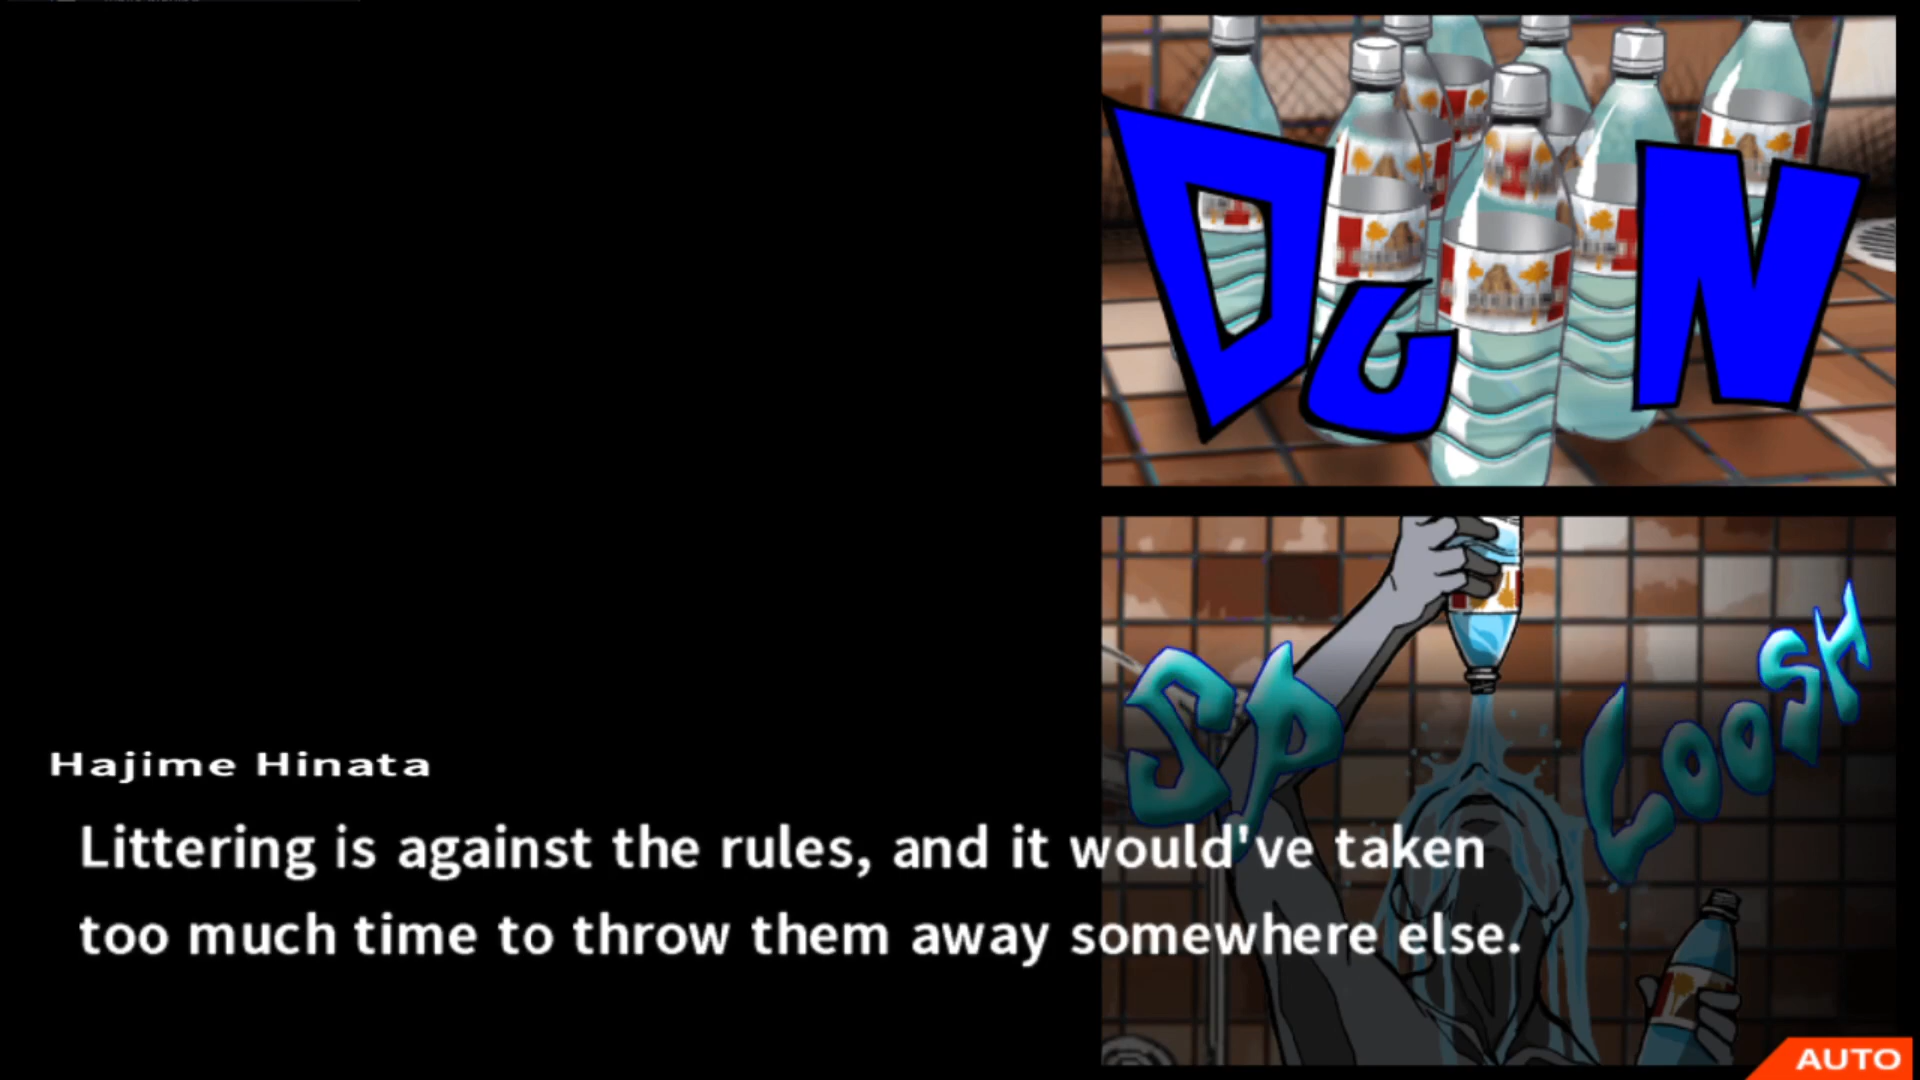 DUN
SPLOOSH
Hajime Hinata
Littering is against the rules, and it would've taken
too much time to throw them away somewhere else.
AUTO